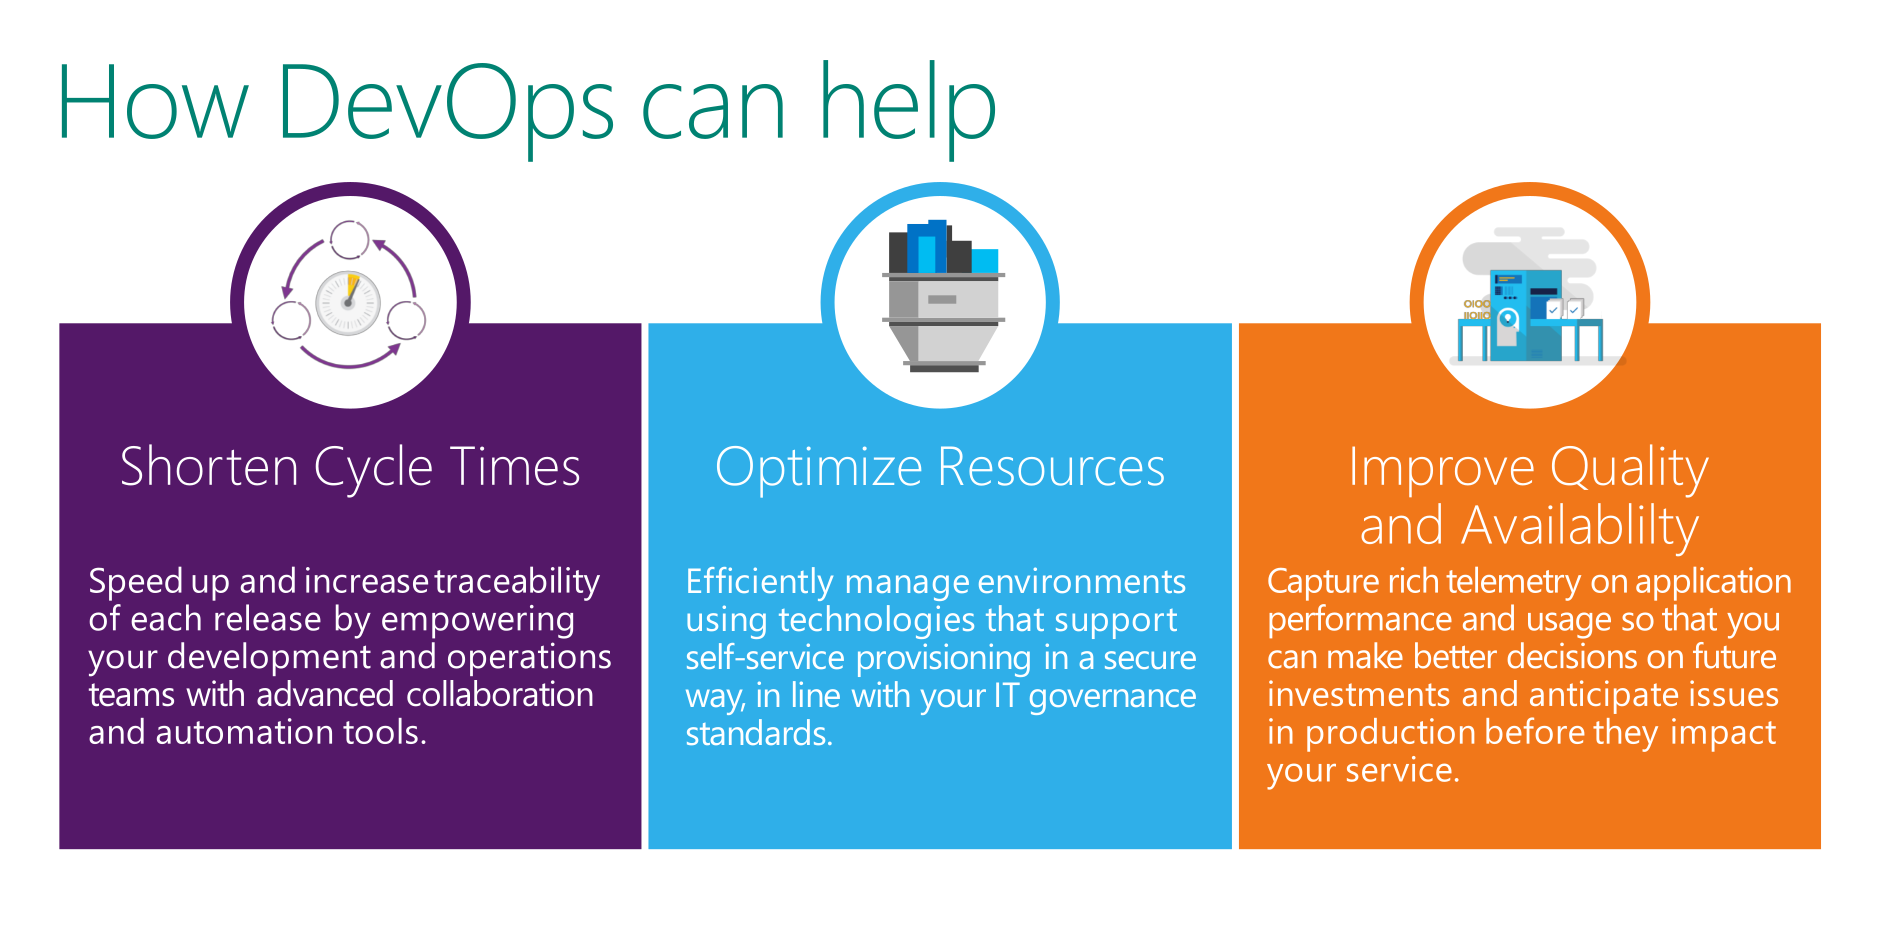 How DevOps can help
Shorten Cycle Times
Speed up and increase traceability
of each release by empowering
your development and operations
teams with advanced collaboration
and automation tools.
Optimize Resources
Efficiently manage environments
using technologies that support
self-service provisioning in a secure
way, in line with your IT governance
standards.
OIOO
IIOIIO
Improve Quality
and Availablilty
Capture rich telemetry on application
performance and usage so that you
can make better decisions on future
investments and anticipate issues
in production before they impact
your service.